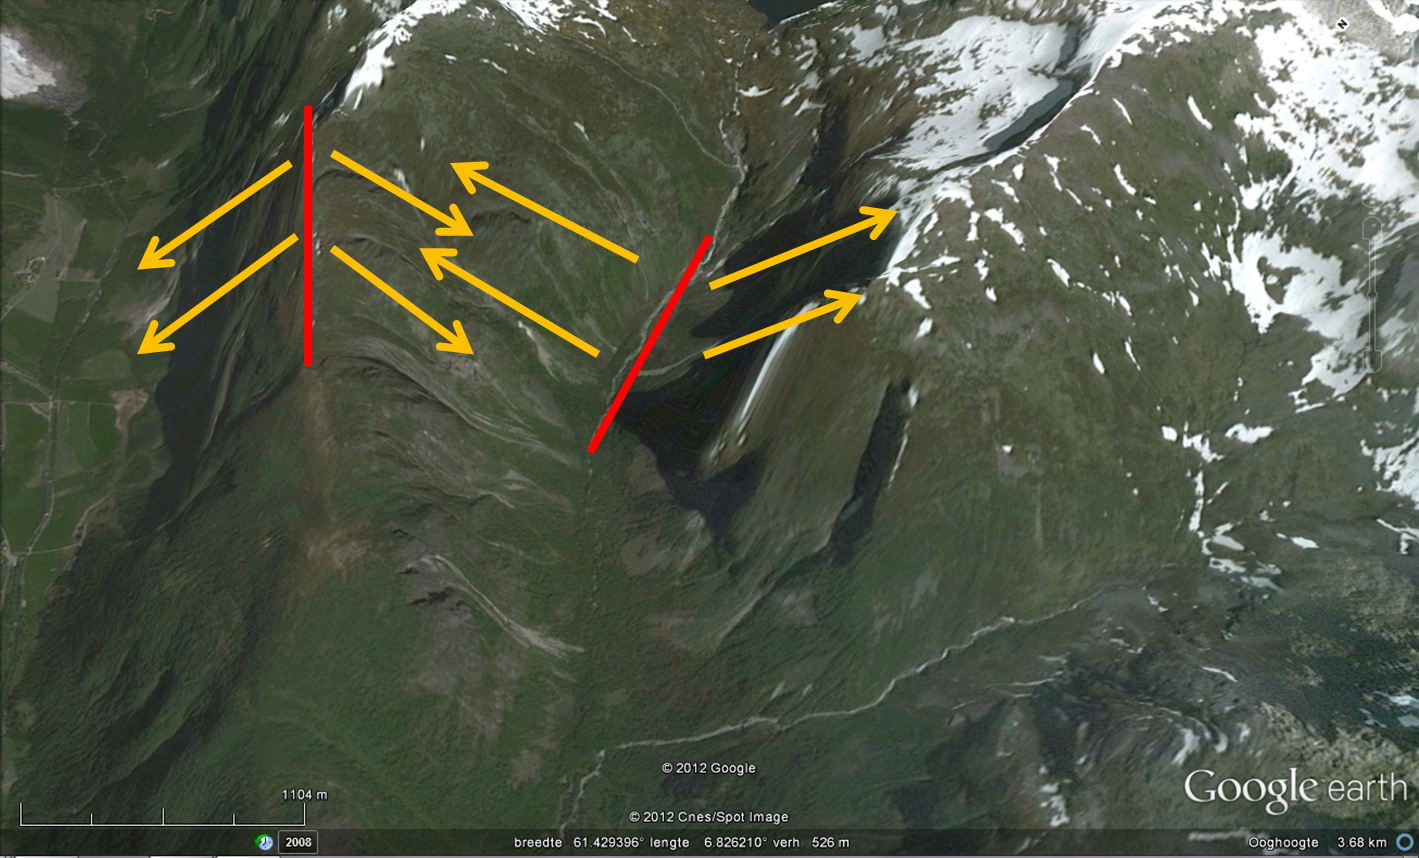 N
© 2012 Google
Google earth
1104 m
© 2012 Cnes/Spot Image
2008
breedte 61.429396° lengte 6.826210° verh 526 m
Ooghoogte 3.68 km